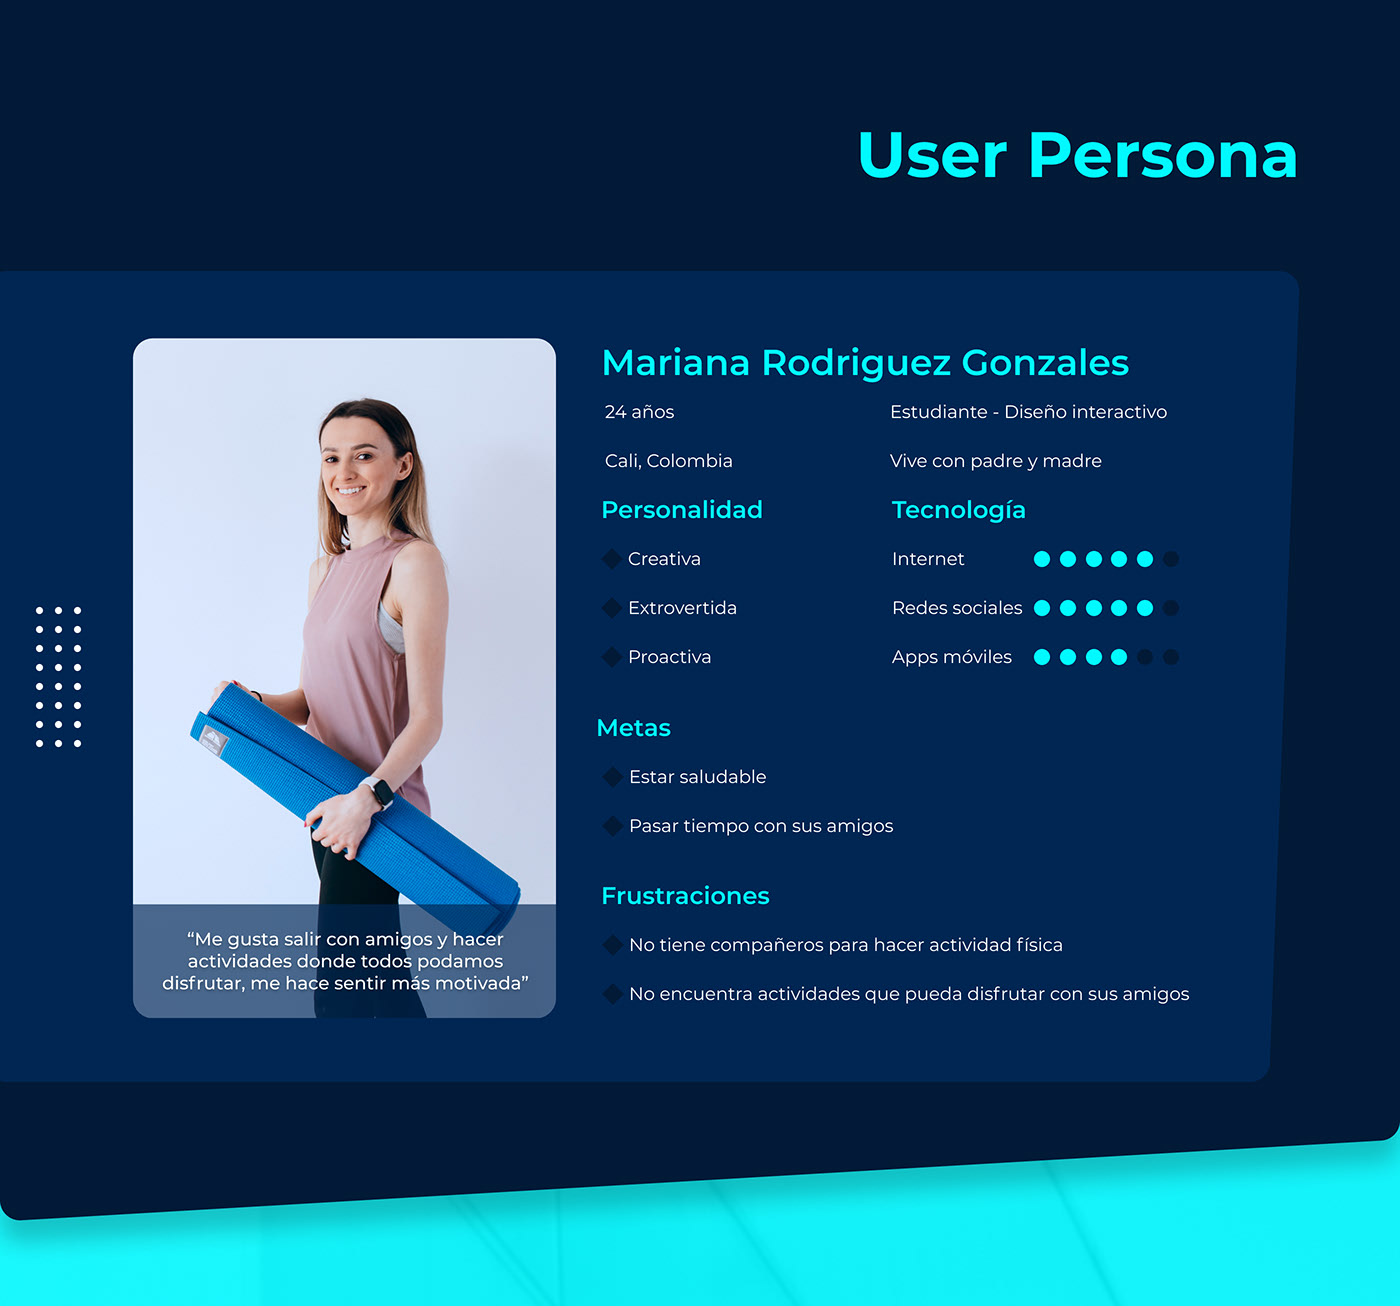 User Persona
Mariana Rodriguez Gonzales
24 años
Estudiante - Diseño interactivo
Cali, Colombia
Vive con padre y madre
Personalidad
Creativa
Extrovertida
Proactiva
Tecnología
Internet
Redes sociales
Apps móviles
Metas
Estar saludable
Pasar tiempo con sus amigos
Frustraciones
No tiene compañeros para hacer actividad física
No encuentra actividades que pueda disfrutar con sus amigos
“Me gusta salir con amigos y hacer
actividades donde todos podamos
disfrutar, me hace sentir más motivada”